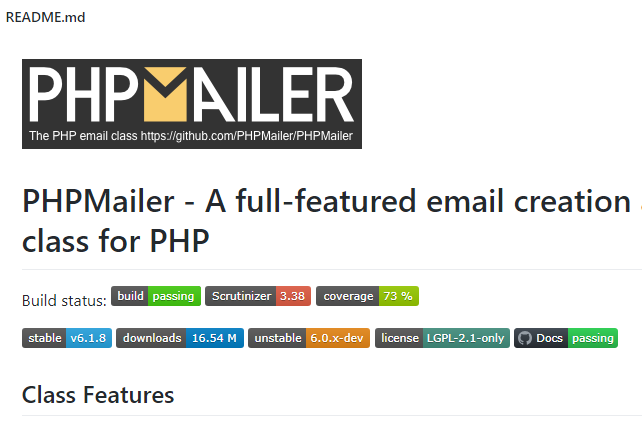 README.md
PHPMAILER
The PHP email class https://github.com/PHPMailer/PHPMailer
PHPMailer - A full-featured email creation
class for PHP
Build status: build passing Scrutinizer 3.38 coverage 73 %
stable v6.1.8 downloads 16.54 M unstable 6.0.x-dev license LGPL-2.1-only Docs passing
Class Features